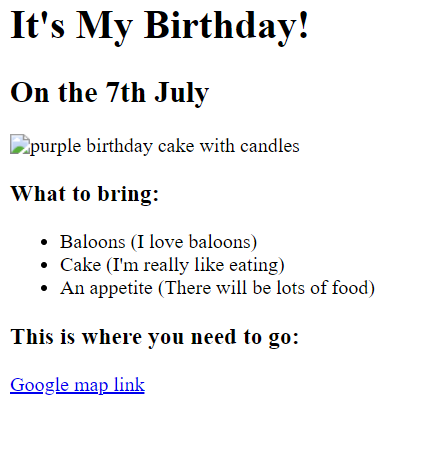 It's My Birthday!
On the 7th July
purple birthday cake with candles
What to bring:
Baloons (I love baloons)
Cake (I'm really like eating)
An appetite (There will be lots of food)
This is where you need to go:
Google map link